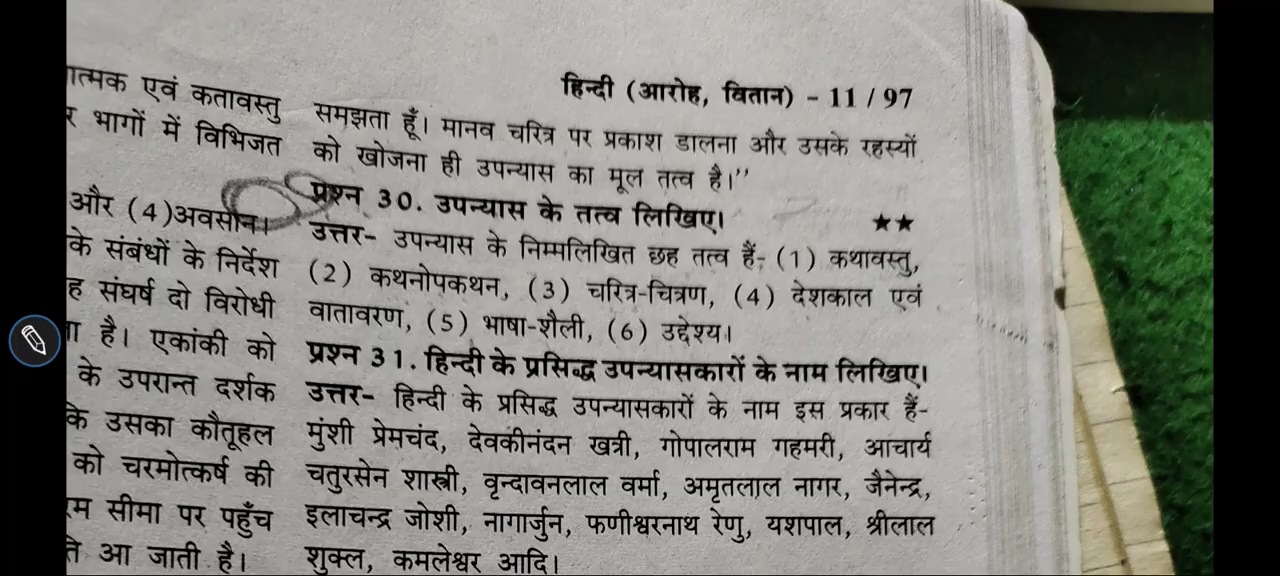 हिन्दी (आरोह, वितान) - 11 / 97
एवं कतावस्तु
भागों में विभिजत
और (4)अवसान।
के संबंधों के निर्देश
संघर्ष दो विरोधी
है। एकांकी को
के उपरान्त दर्शक
उसका कौतूहल
को चरमोत्कर्ष की
सीमा पर पहुँच
आ जाती है।
समझता हूँ। मानव चरित्र पर प्रकाश डालना और उसके रहस्यों
को खोजना ही उपन्यास का मूल तत्व है।''
प्रश्न 30. उपन्यास के तत्व लिखिए। ★★
उत्तर- उपन्यास के निम्मलिखित छह तत्व हैं- (1) कथावस्तु,
(2) कथनोपकथन, (3) चरित्र-चित्रण, (4) देशकाल एवं
वातावरण, (5) भाषा-शैली, (6) उद्देश्य।
प्रश्न 31. हिन्दी के प्रसिद्ध उपन्यासकारों के नाम लिखिए।
उत्तर- हिन्दी के प्रसिद्ध उपन्यासकारों के नाम इस प्रकार हैं-
मुंशी प्रेमचंद, देवकीनंदन खत्री, गोपालराम गहमरी, आचार्य
चतुरसेन शास्त्री, वृन्दावनलाल वर्मा, अमृतलाल नागर, जैनेन्द्र,
इलाचन्द्र जोशी, नागार्जुन, फणीश्वरनाथ रेणु, यशपाल, श्रीलाल
शुक्ल, कमलेश्वर आदि।